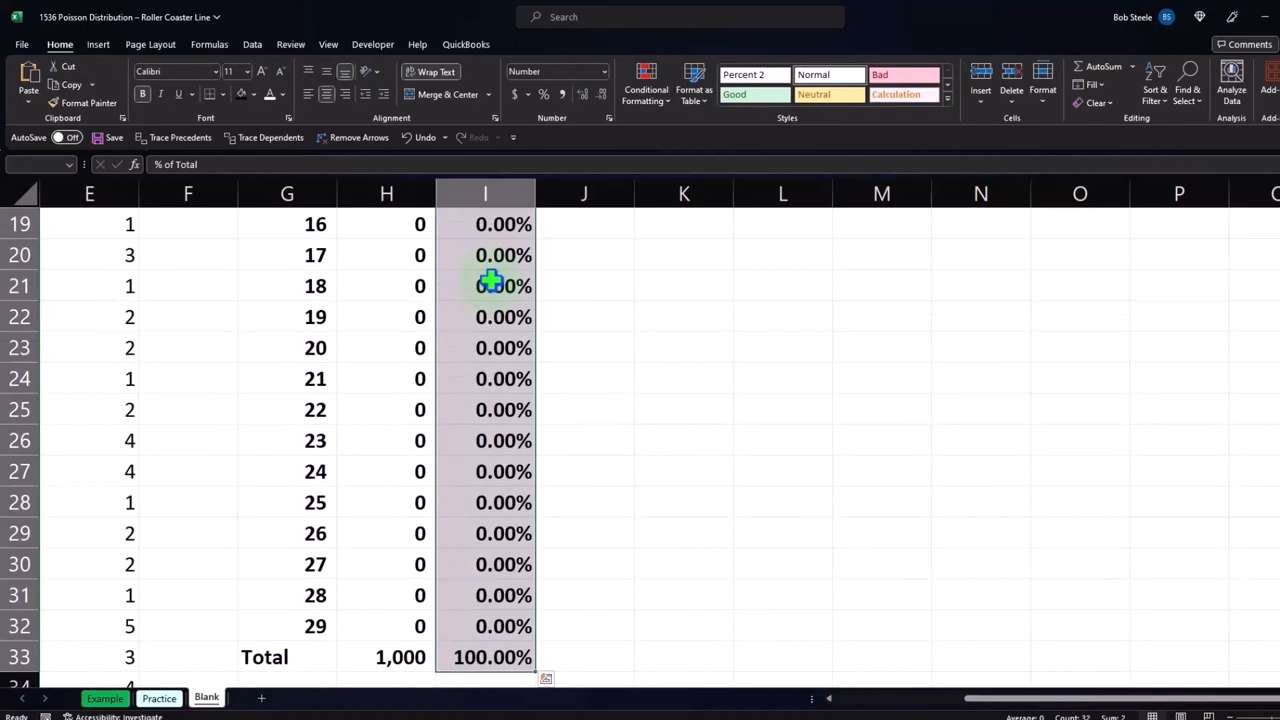 1536 Poisson Distribution – Roller Coaster Line
Search
Bob Steele BS
File Home Insert Page Layout Formulas Data Review View Developer Help QuickBooks Comments
Paste Cut Copy Format Painter Clipboard
Calibri 11 B I U A Font
Wrap Text Merge & Center Alignment
Number $ % Number
Conditional Formatting Format as Table
Percent 2 Normal Bad
Good Neutral Calculation
Styles
Insert Delete Format Cells
AutoSum Fill Clear Sort & Filter Find & Select Editing
Analyze Data Analysis
Add-
AutoSave Off Save Trace Precedents Trace Dependents Remove Arrows Undo Redo
fx % of Total
E F G H I J K L M N O P
19 1 16 0 0.00%
20 3 17 0 0.00%
21 1 18 0 0.00%
22 2 19 0 0.00%
23 2 20 0 0.00%
24 1 21 0 0.00%
25 2 22 0 0.00%
26 4 23 0 0.00%
27 4 24 0 0.00%
28 1 25 0 0.00%
29 2 26 0 0.00%
30 2 27 0 0.00%
31 1 28 0 0.00%
32 5 29 0 0.00%
33 3 Total 1,000 100.00%
Example Practice Blank
Ready Accessibility: Investigate Average: 0 Count: 32 Sum: 2